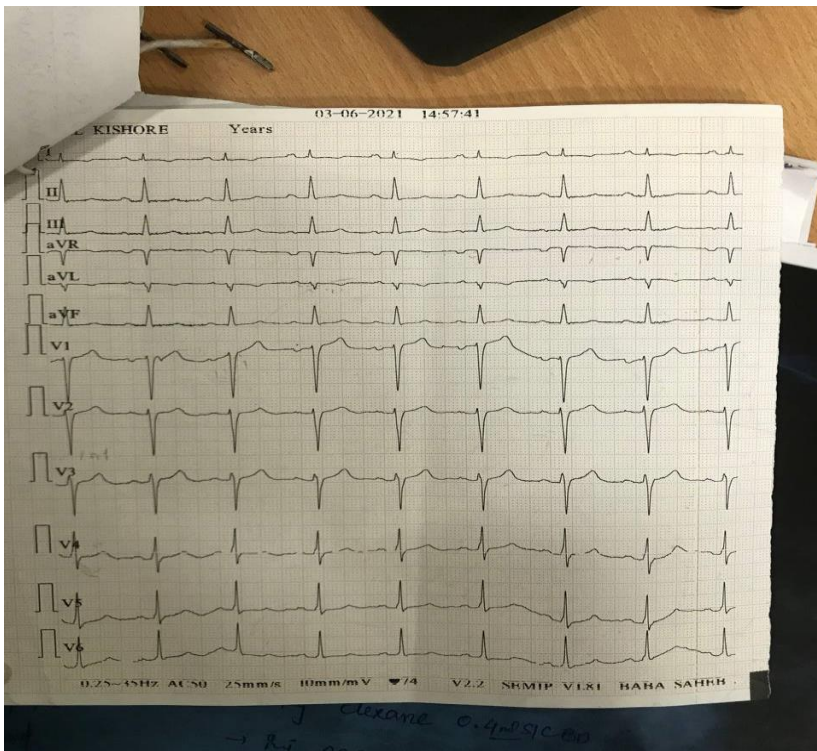 03-06-2021 14:57:41
KISHORE Years
I
II
III
aVR
aVL
aVF
V1
V2
V3
V4
V5
V6
0.25~35Hz AC50 25mm/s 10mm/mV ♥74 V2.2 SEMIP V1.81 BABA SAHEB
clexane 0.4